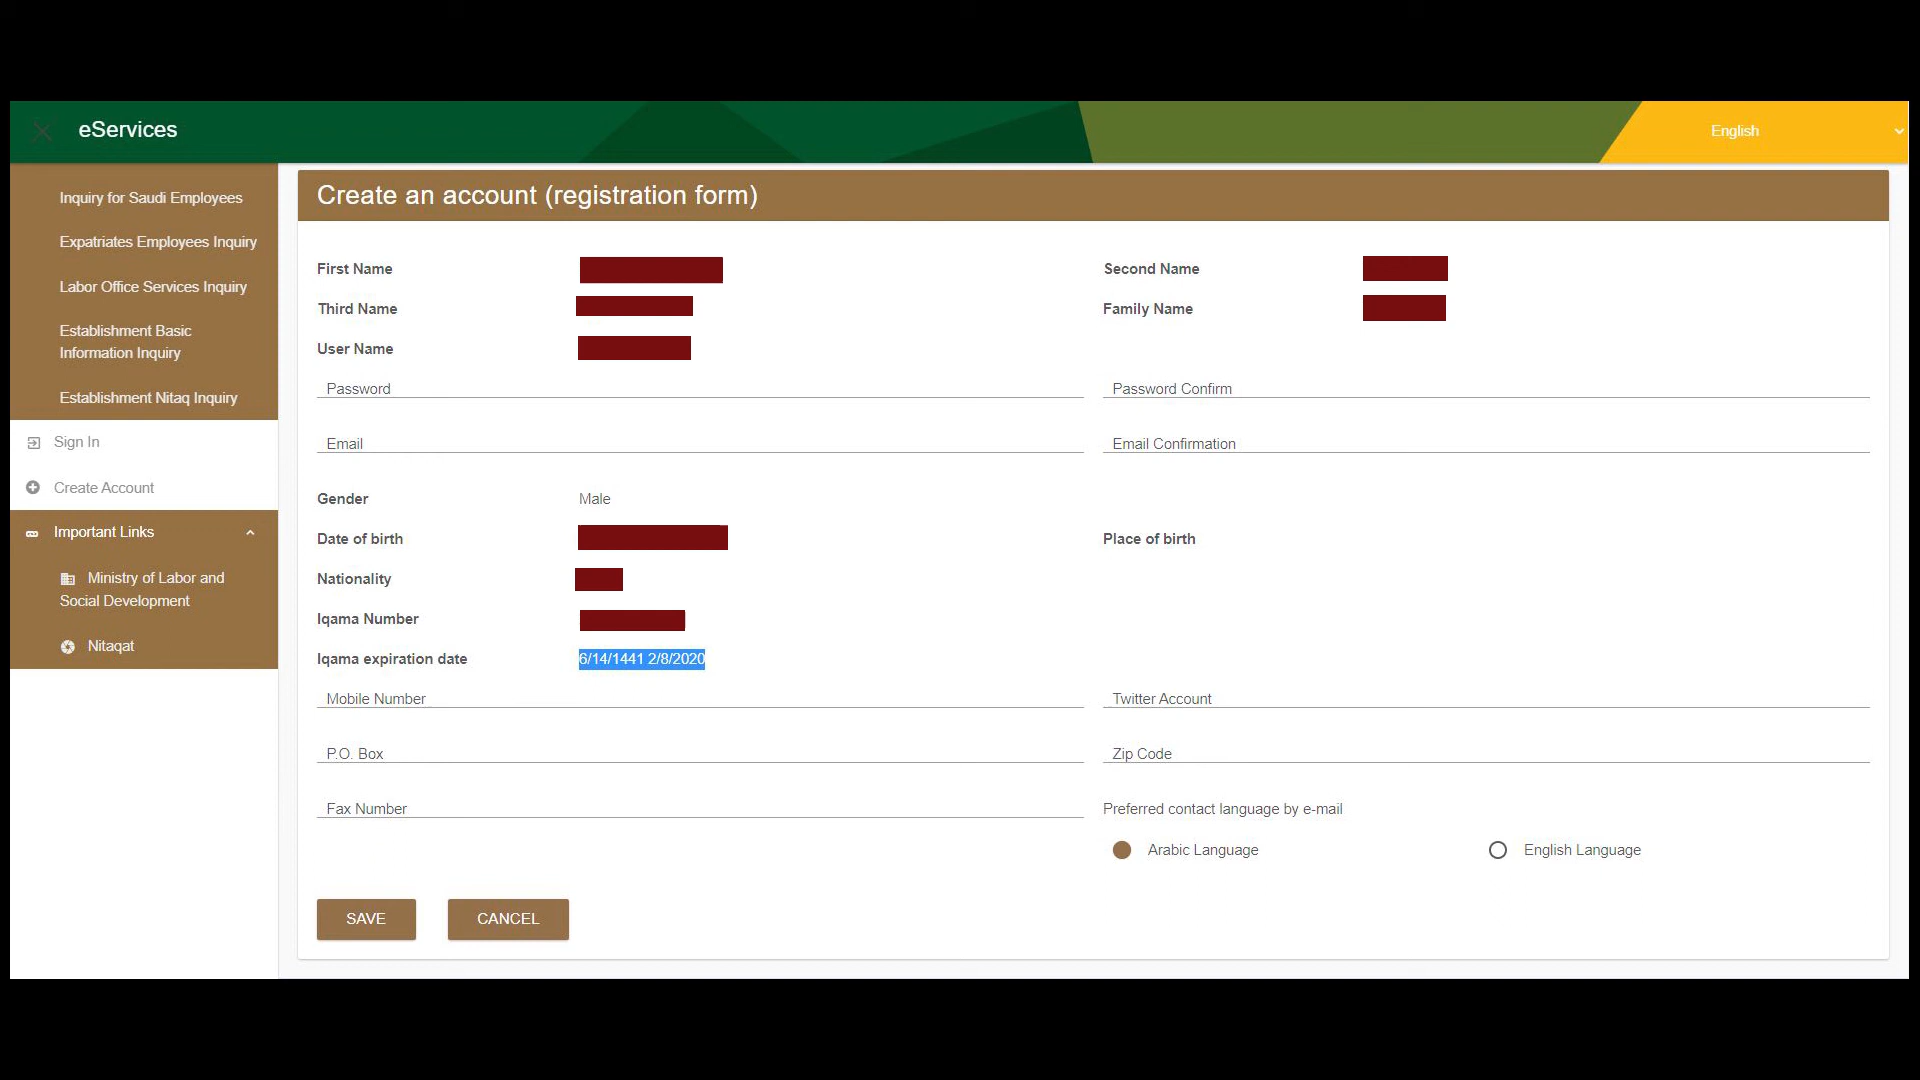 eServices
English
Inquiry for Saudi Employees
Expatriates Employees Inquiry
Labor Office Services Inquiry
Establishment Basic
Information Inquiry
Establishment Nitaq Inquiry
Sign In
Create Account
Important Links
Ministry of Labor and
Social Development
Nitaqat
Create an account (registration form)
First Name
Second Name
Third Name
Family Name
User Name
Password
Password Confirm
Email
Email Confirmation
Gender Male
Date of birth
Place of birth
Nationality
Iqama Number
Iqama expiration date 6/14/1441 2/8/2020
Mobile Number
Twitter Account
P.O. Box
Zip Code
Fax Number
Preferred contact language by e-mail
Arabic Language
English Language
SAVE
CANCEL